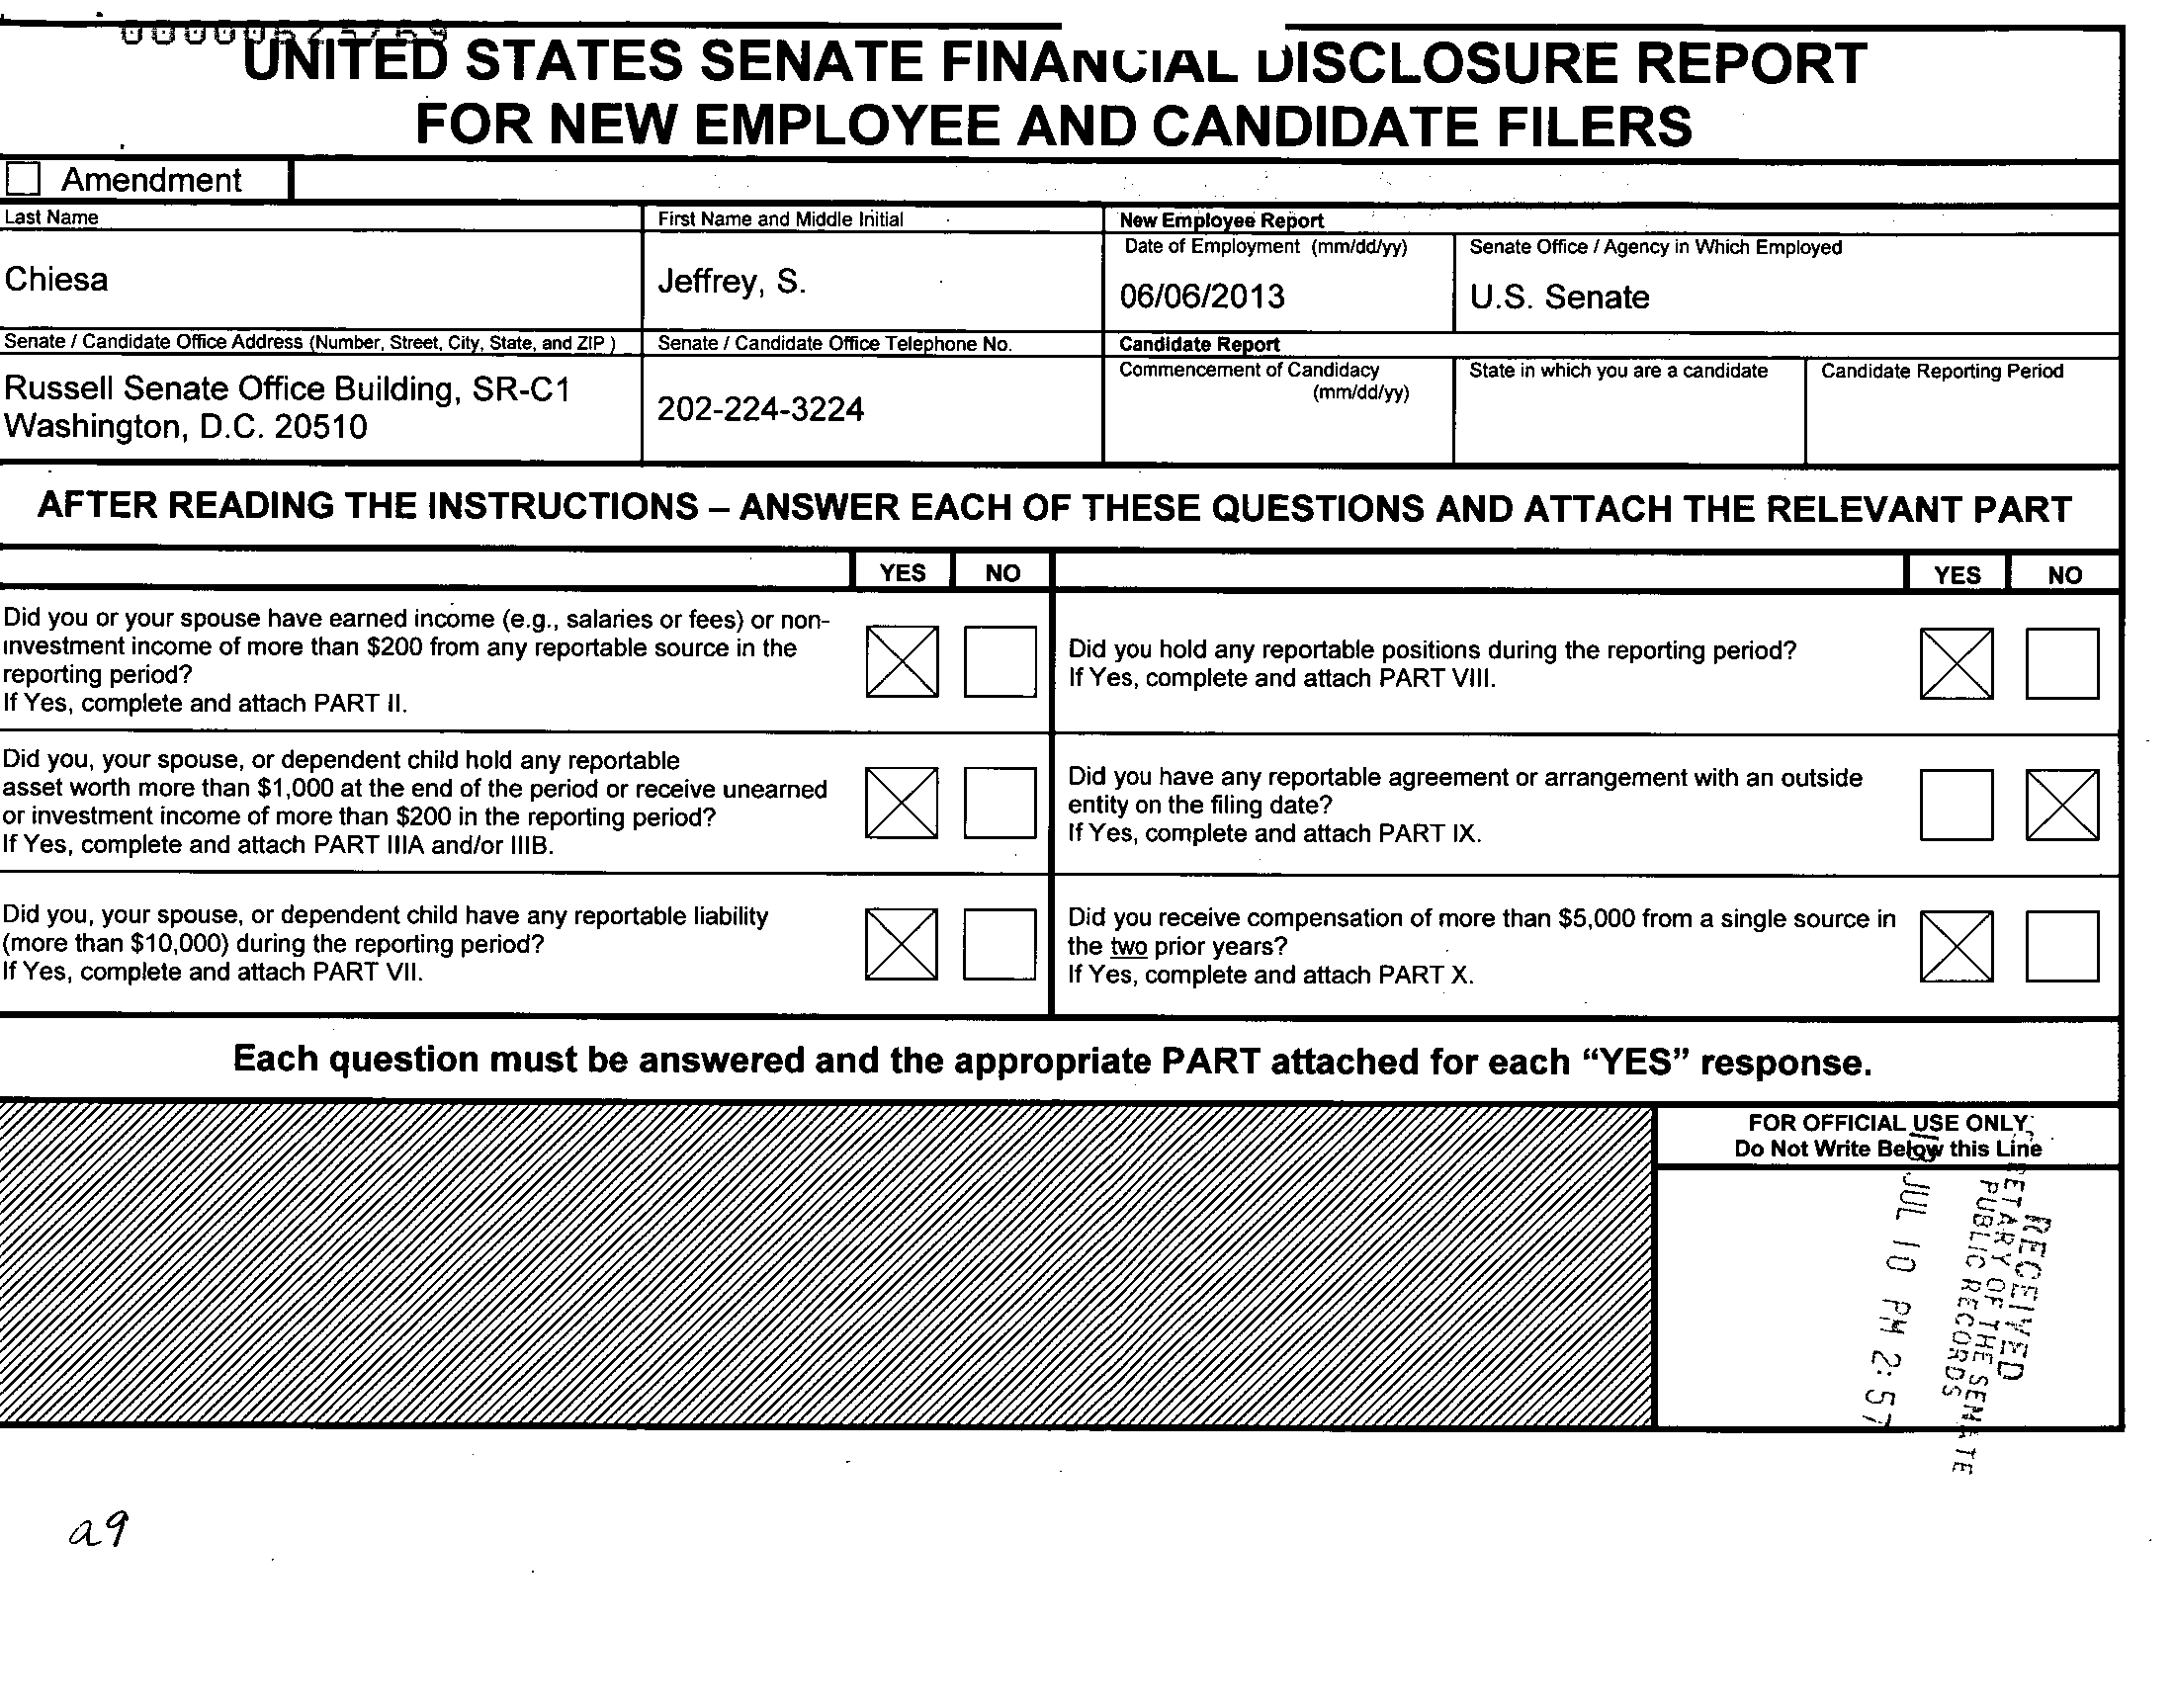 UNITED STATES SENATE FINANCIAL DISCLOSURE REPORT
FOR NEW EMPLOYEE AND CANDIDATE FILERS
Amendment
Last Name
Chiesa
First Name and Middle Initial
Jeffrey, S.
New Employee Report
Date of Employment (mm/dd/yy)
06/06/2013
Senate Office / Agency in Which Employed
U.S. Senate
Senate / Candidate Office Address (Number, Street, City, State, and ZIP )
Russell Senate Office Building, SR-C1
Washington, D.C. 20510
Senate / Candidate Office Telephone No.
202-224-3224
Candidate Report
Commencement of Candidacy
(mm/dd/yy)
State in which you are a candidate
Candidate Reporting Period
AFTER READING THE INSTRUCTIONS – ANSWER EACH OF THESE QUESTIONS AND ATTACH THE RELEVANT PART
YES NO
YES NO
Did you or your spouse have earned income (e.g., salaries or fees) or non-
investment income of more than $200 from any reportable source in the
reporting period?
If Yes, complete and attach PART II.
Did you hold any reportable positions during the reporting period?
If Yes, complete and attach PART VIII.
Did you, your spouse, or dependent child hold any reportable
asset worth more than $1,000 at the end of the period or receive unearned
or investment income of more than $200 in the reporting period?
If Yes, complete and attach PART IIIA and/or IIIB.
Did you have any reportable agreement or arrangement with an outside
entity on the filing date?
If Yes, complete and attach PART IX.
Did you, your spouse, or dependent child have any reportable liability
(more than $10,000) during the reporting period?
If Yes, complete and attach PART VII.
Did you receive compensation of more than $5,000 from a single source in
the two prior years?
If Yes, complete and attach PART X.
Each question must be answered and the appropriate PART attached for each “YES” response.
FOR OFFICIAL USE ONLY
Do Not Write Below this Line
RECEIVED
OF THE SENATE
PUBLIC RECORDS
JUL 10 PM 2:57
a9